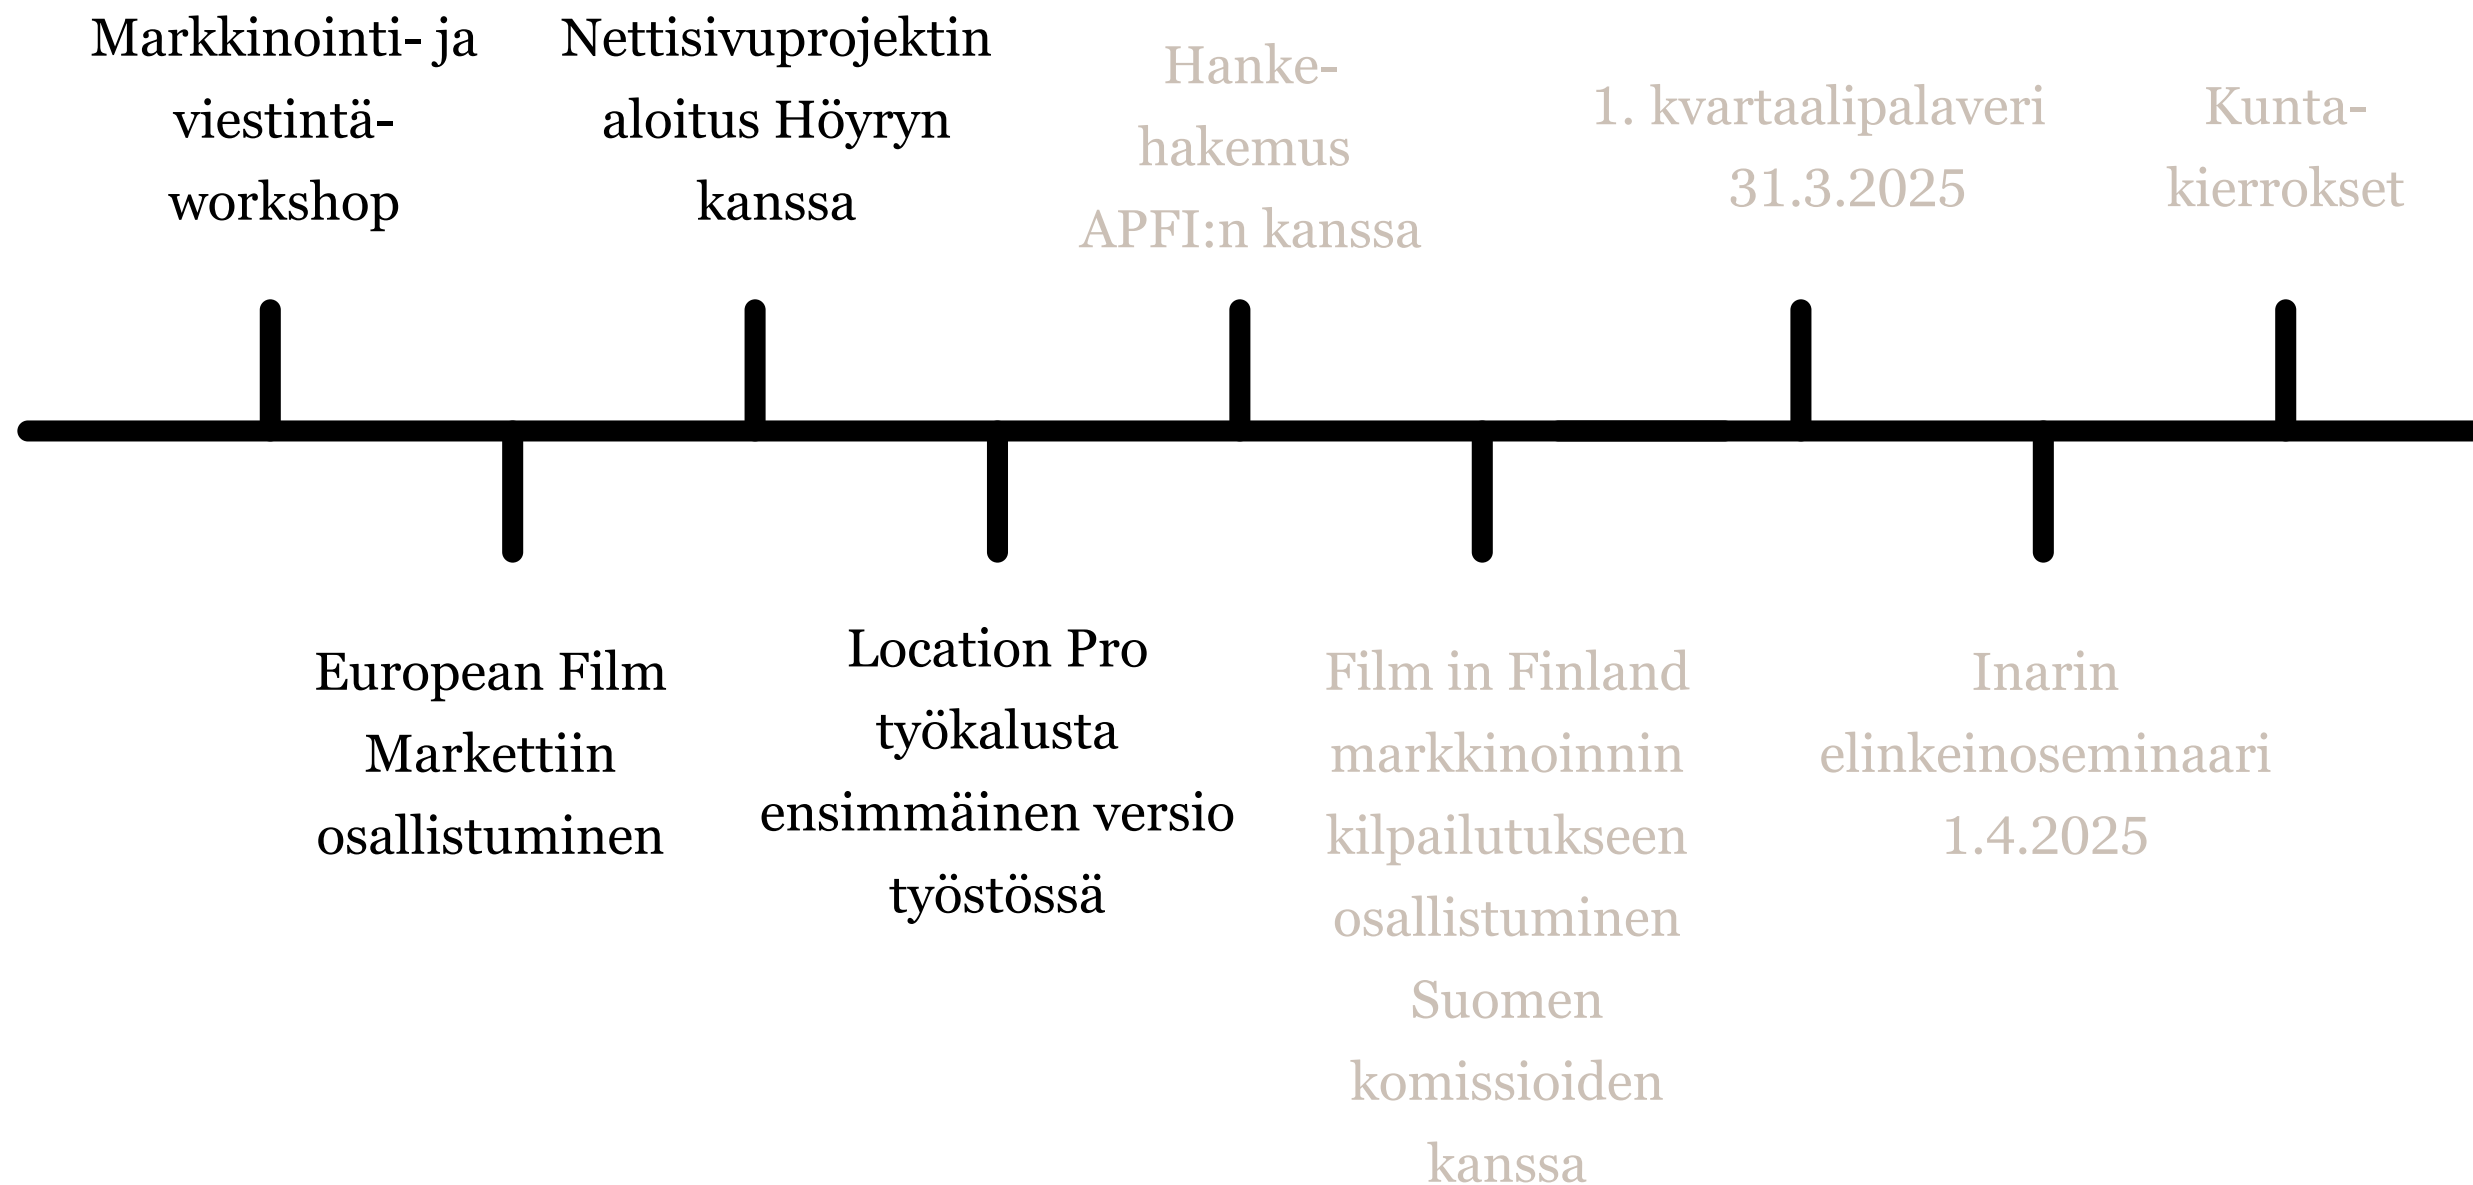 Markkinointi- ja
viestintä-
workshop
Nettisivuprojektin
aloitus Höyryn
kanssa
Hanke-
hakemus
APFI:n kanssa
1. kvartaalipalaveri
31.3.2025
Kunta-
kierrokset
European Film
Markettiin
osallistuminen
Location Pro
työkalusta
ensimmäinen versio
työstössä
Film in Finland
markkinoinnin
kilpailutukseen
osallistuminen
Suomen
komissioiden
kanssa
Inarin
elinkeinoseminaari
1.4.2025